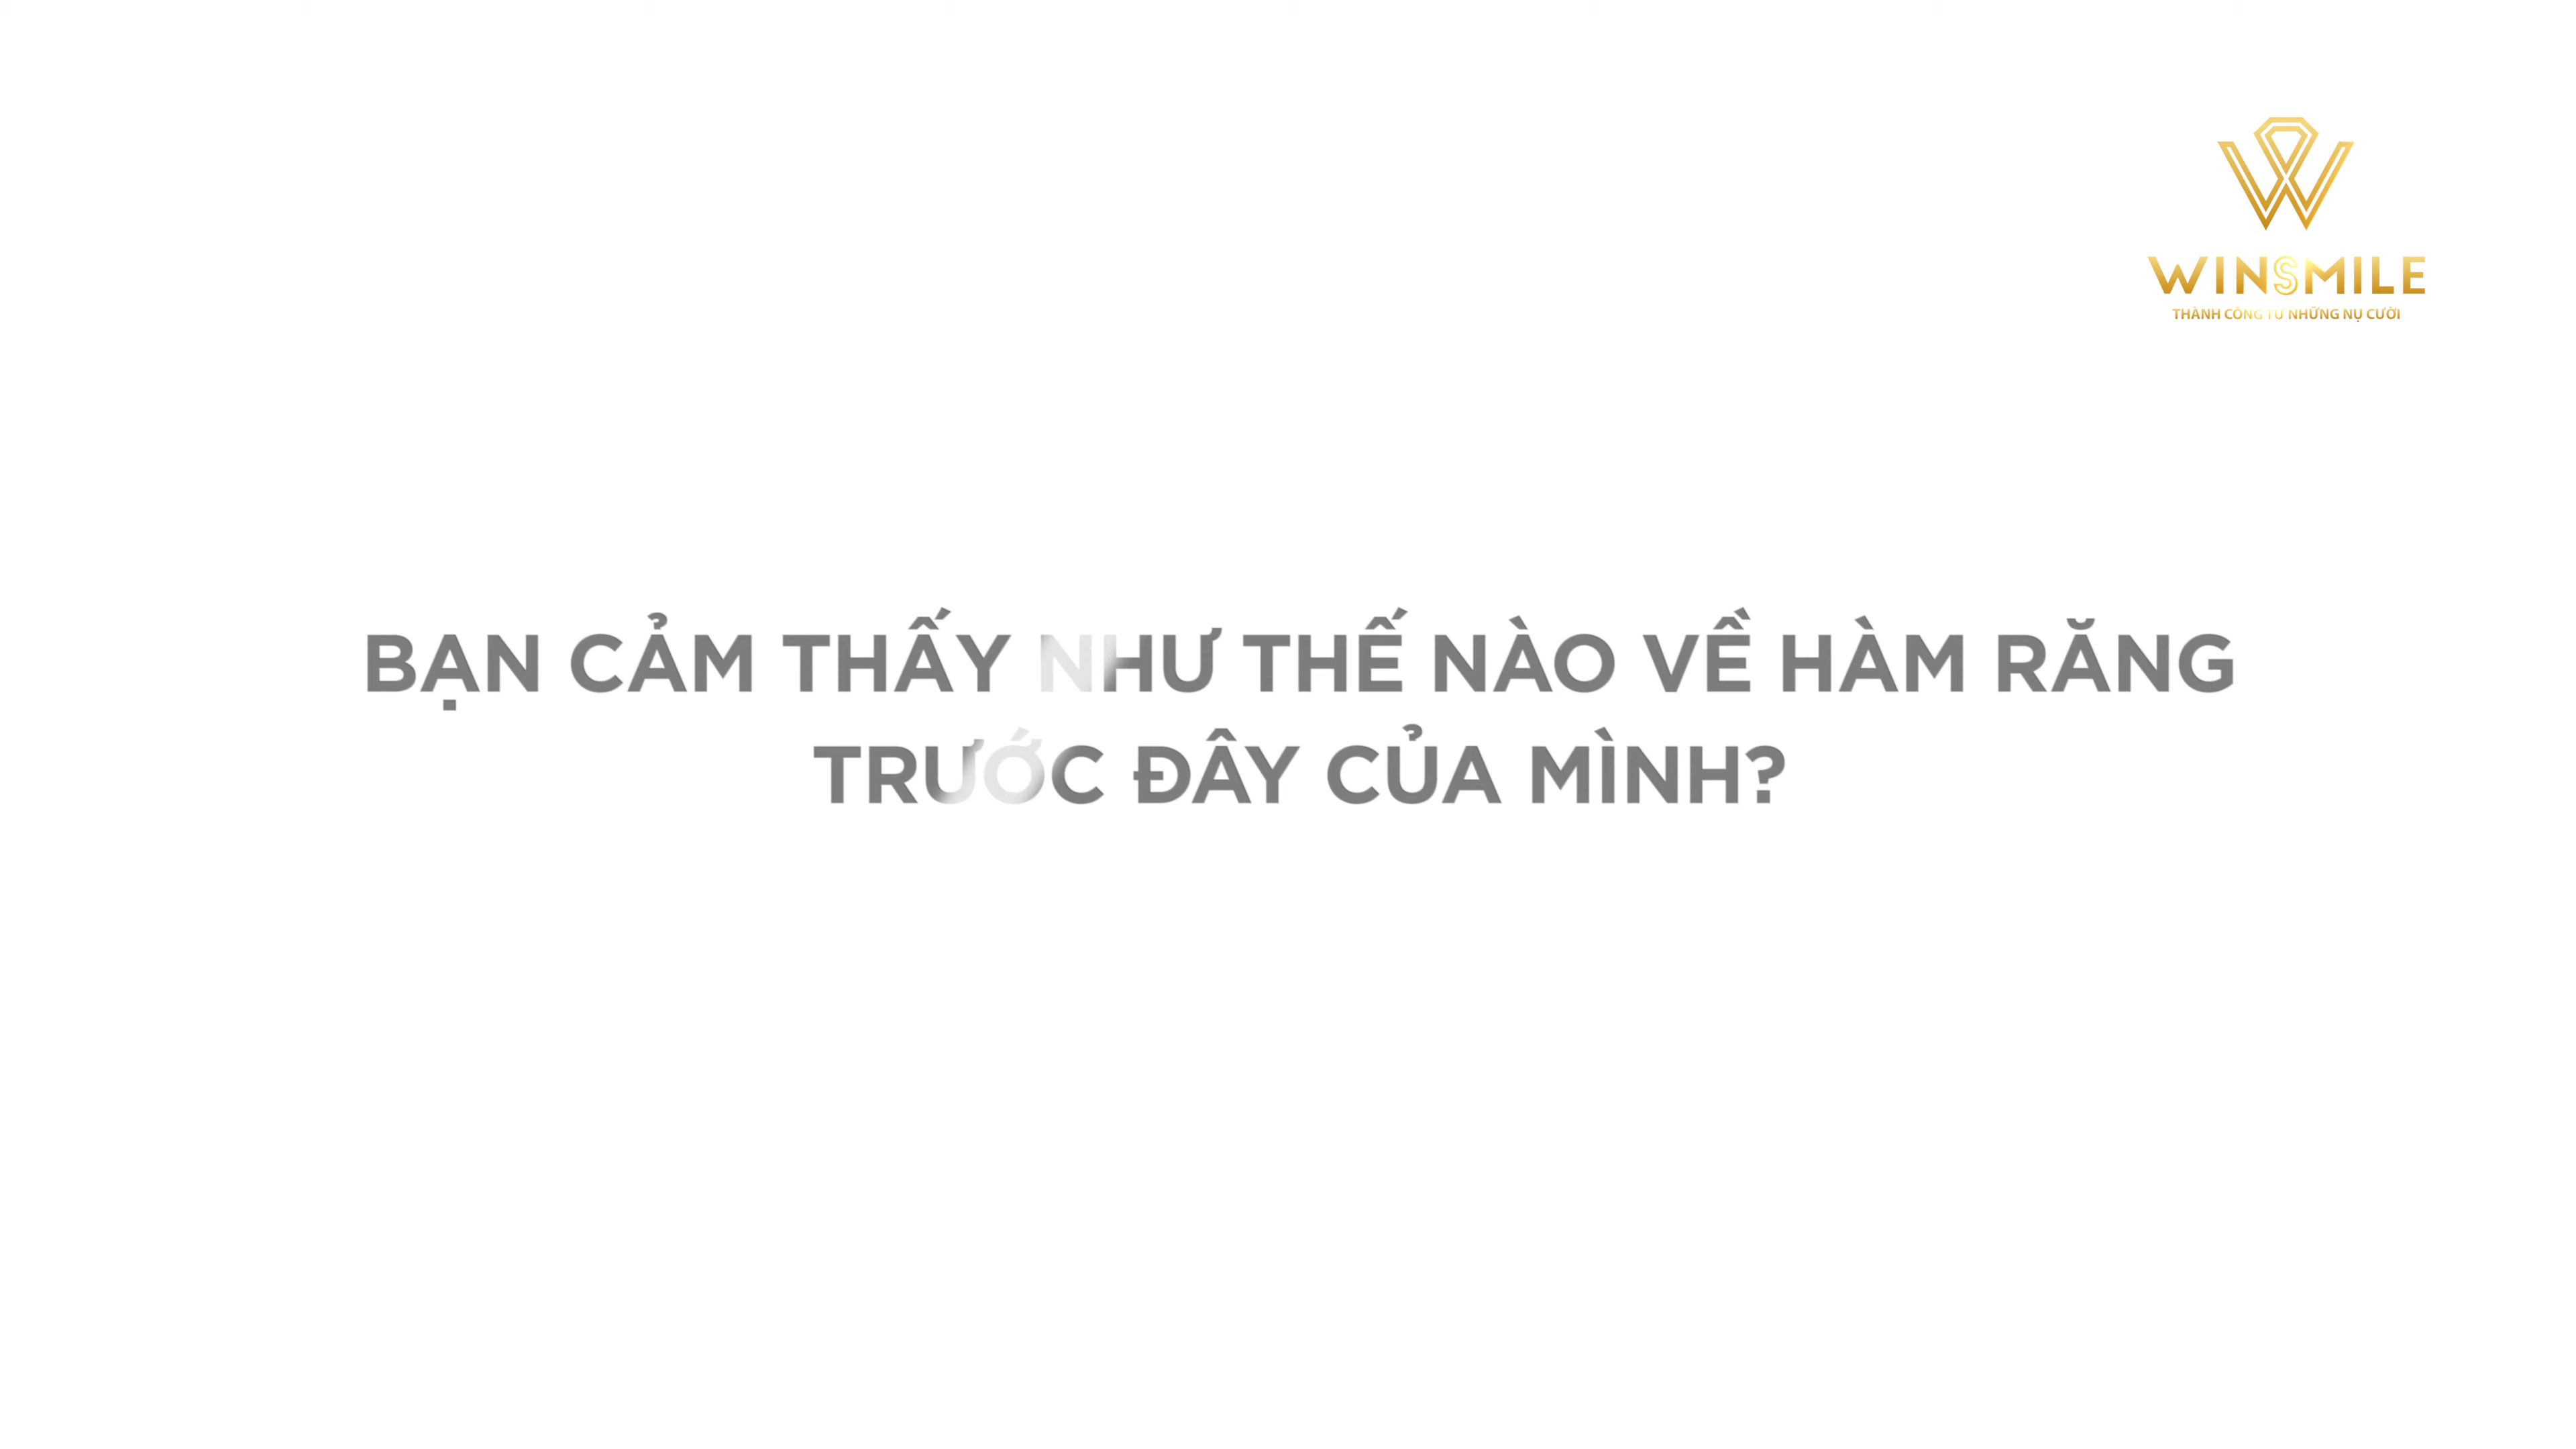 WINSMILE
THÀNH CÔNG TỪ NHỮNG NỤ CƯỜI
BẠN CẢM THẤY NHƯ THẾ NÀO VỀ HÀM RĂNG
TRƯỚC ĐÂY CỦA MÌNH?